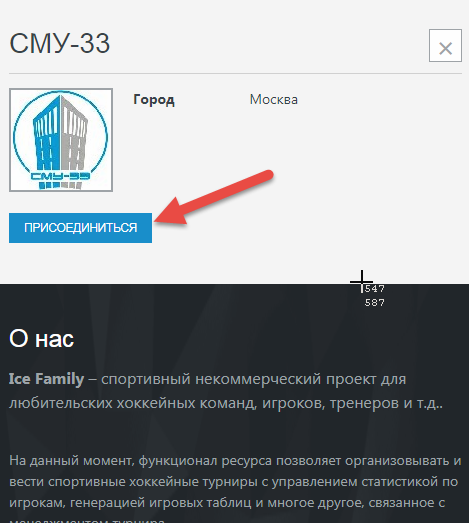 СМУ-33
Город Москва
СМУ-33
ПРИСОЕДИНИТЬСЯ
547
587
О нас
Ice Family – спортивный некоммерческий проект для
любительских хоккейных команд, игроков, тренеров и т.д..
На данный момент, функционал ресурса позволяет организовывать и
вести спортивные хоккейные турниры с управлением статистикой по
игрокам, генерацией игровых таблиц и многое другое, связанное с
менеджментом турнира